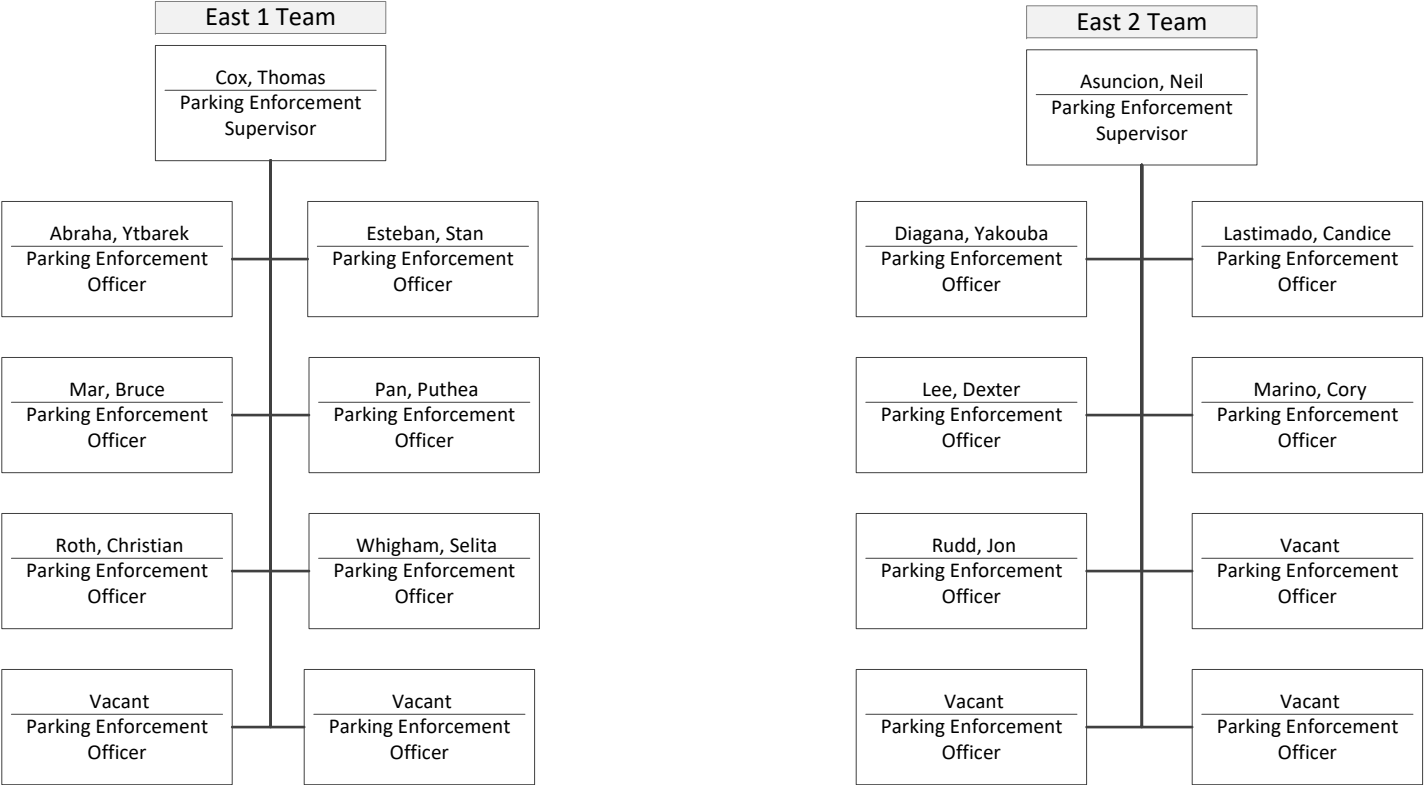 East 1 Team
Cox, Thomas
Parking Enforcement
Supervisor
Abraha, Ytbarek
Parking Enforcement
Officer
Esteban, Stan
Parking Enforcement
Officer
Mar, Bruce
Parking Enforcement
Officer
Pan, Puthea
Parking Enforcement
Officer
Roth, Christian
Parking Enforcement
Officer
Whigham, Selita
Parking Enforcement
Officer
Vacant
Parking Enforcement
Officer
Vacant
Parking Enforcement
Officer
East 2 Team
Asuncion, Neil
Parking Enforcement
Supervisor
Diagana, Yakouba
Parking Enforcement
Officer
Lastimado, Candice
Parking Enforcement
Officer
Lee, Dexter
Parking Enforcement
Officer
Marino, Cory
Parking Enforcement
Officer
Rudd, Jon
Parking Enforcement
Officer
Vacant
Parking Enforcement
Officer
Vacant
Parking Enforcement
Officer
Vacant
Parking Enforcement
Officer